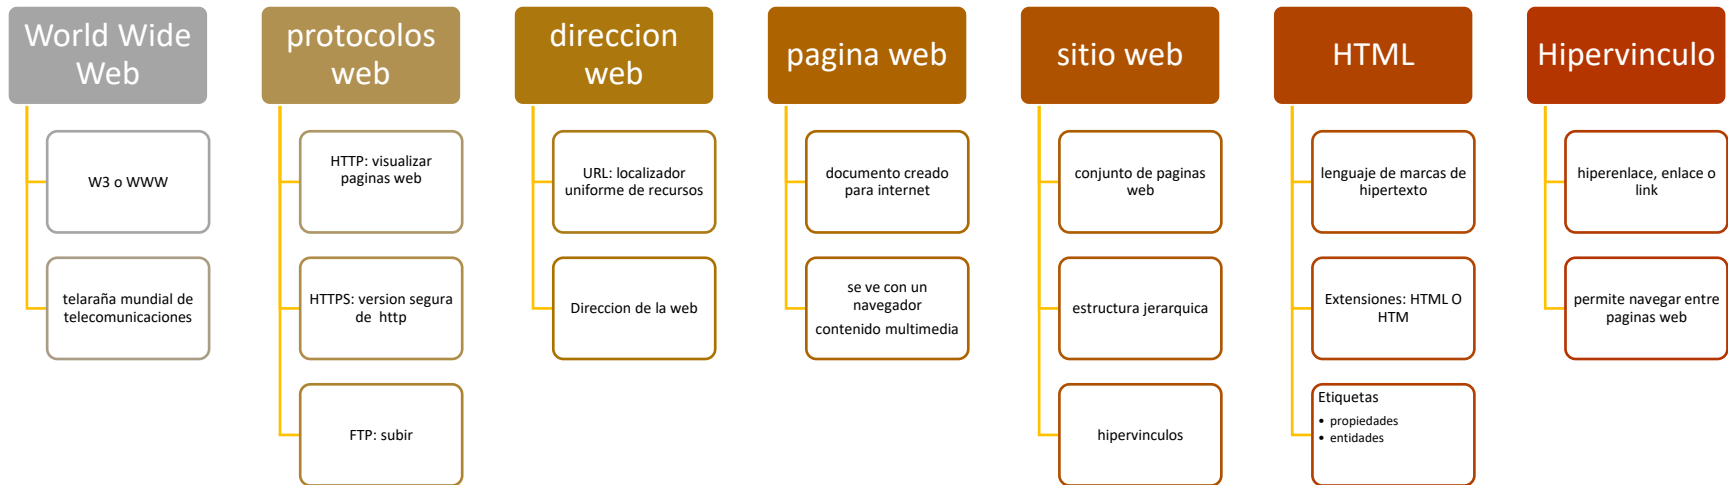 World Wide
Web
W3 o WWW
telaraña mundial de
telecomunicaciones
protocolos
web
HTTP: visualizar
paginas web
HTTPS: version segura
de http
FTP: subir
direccion
web
URL: localizador
uniforme de recursos
Direccion de la web
pagina web
documento creado
para internet
se ve con un
navegador
contenido multimedia
sitio web
conjunto de paginas
web
estructura jerarquica
hipervinculos
HTML
lenguaje de marcas de
hipertexto
Extensiones: HTML O
HTM
Etiquetas
• propiedades
• entidades
Hipervinculo
hiperenlace, enlace o
link
permite navegar entre
paginas web